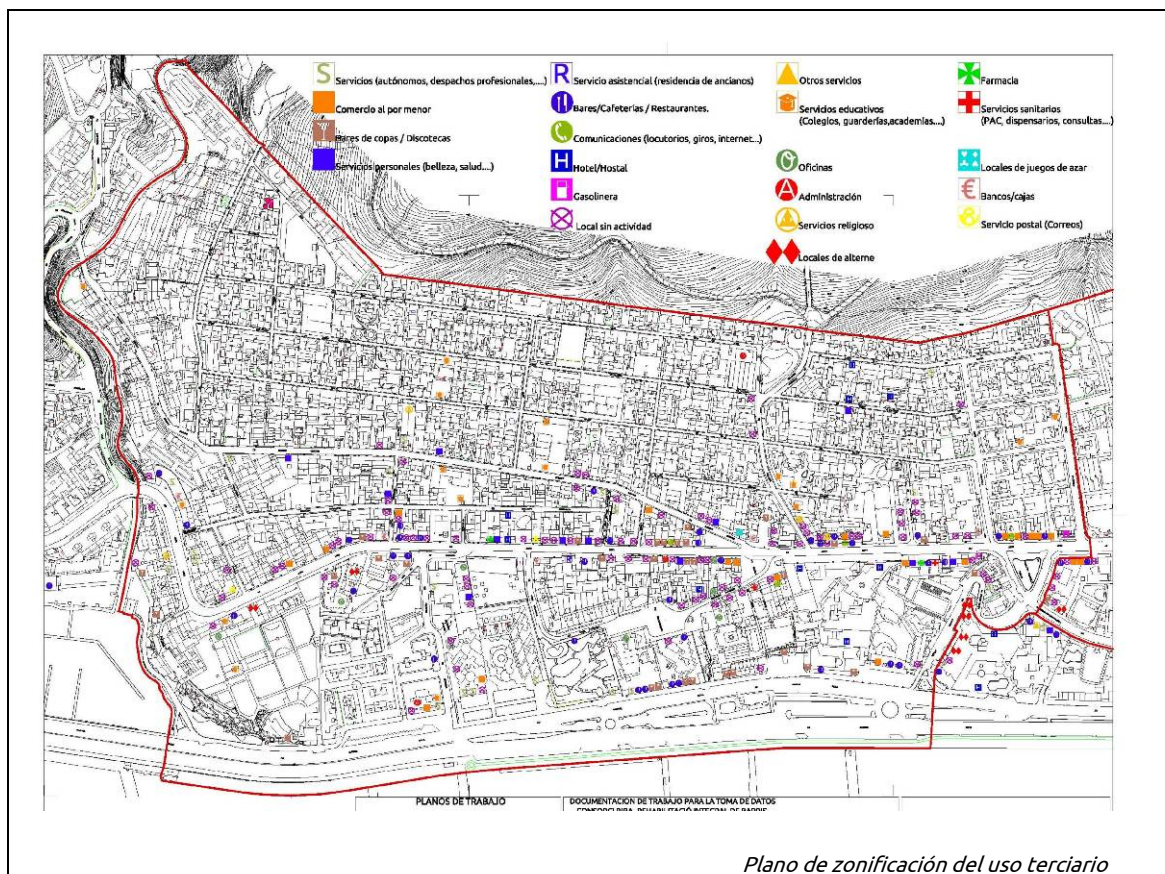 S Servicios (autónomos, despachos profesionales,....)
R Servicio asistencial (residencia de ancianos)
Otros servicios
Farmacia
Comercio al por menor
Bares/Cafeterías / Restaurantes.
Servicios educativos
(Colegios, guarderías,academias....)
Servicios sanitarios
(PAC, dispensarios, consultas....)
Bares de copas / Discotecas
Comunicaciones (locutorios, giros, internet...)
Servicios personales (belleza, salud....)
H Hotel/Hostal
Oficinas
Locales de juegos de azar
Gasolinera
A Administración
€ Bancos/cajas
Local sin actividad
Servicios religioso
Servicio postal (Correos)
Locales de alterne
PLANOS DE TRABAJO
DOCUMENTACION DE TRABAJO PARA LA TOMA DE DATOS
Plano de zonificación del uso terciario